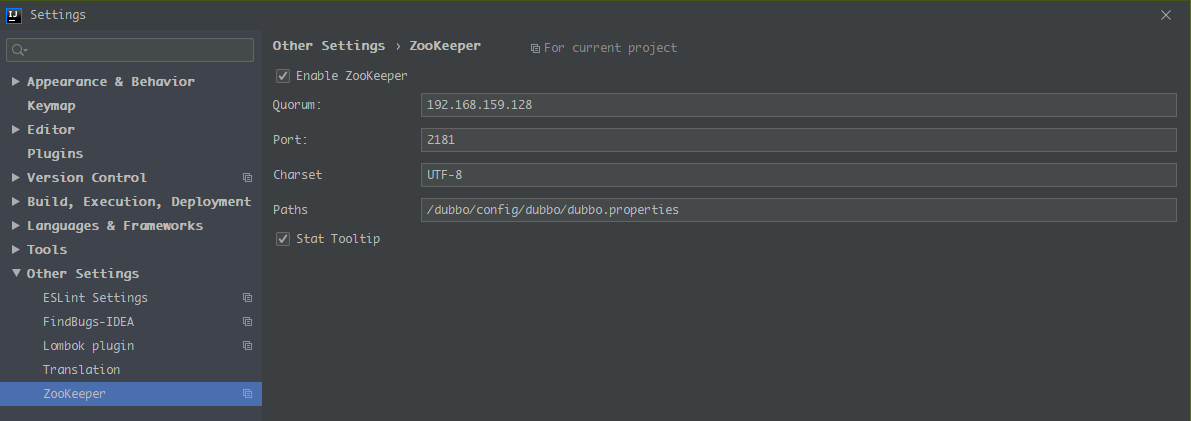 IJ Settings
Other Settings › ZooKeeper For current project
Appearance & Behavior
Keymap
Editor
Plugins
Version Control
Build, Execution, Deployment
Languages & Frameworks
Tools
Other Settings
ESLint Settings
FindBugs-IDEA
Lombok plugin
Translation
ZooKeeper
Enable ZooKeeper
Quorum: 192.168.159.128
Port: 2181
Charset UTF-8
Paths /dubbo/config/dubbo/dubbo.properties
Stat Tooltip